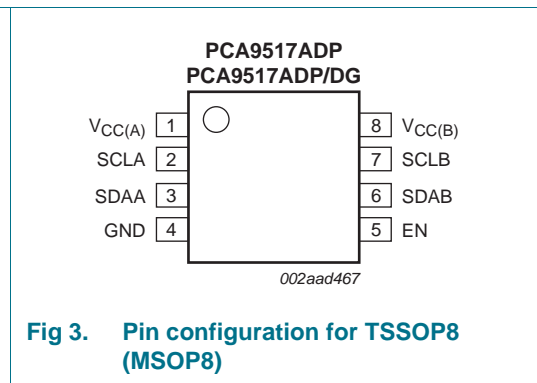 PCA9517ADP
PCA9517ADP/DG
VCC(A) 1 8 VCC(B)
SCLA 2 7 SCLB
SDAA 3 6 SDAB
GND 4 5 EN
002aad467
Fig 3. Pin configuration for TSSOP8
(MSOP8)